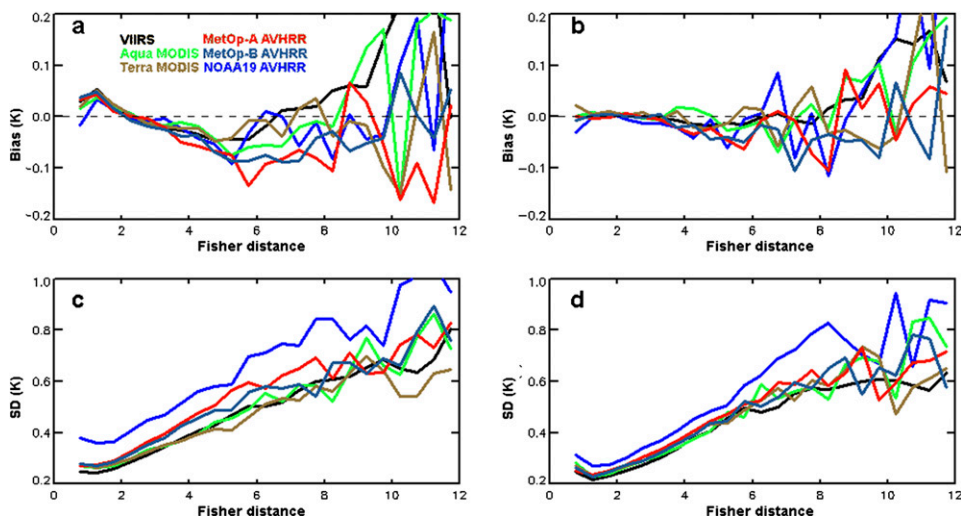 a
VIIRS MetOp-A AVHRR
Aqua MODIS MetOp-B AVHRR
Terra MODIS NOAA19 AVHRR
0.2
0.1
0.0
-0.1
-0.2
Bias (K)
0 2 4 6 8 10 12
Fisher distance
b
0.2
0.1
0.0
-0.1
-0.2
Bias (K)
0 2 4 6 8 10 12
Fisher distance
c
1.0
0.8
0.6
0.4
0.2
SD (K)
0 2 4 6 8 10 12
Fisher distance
d
1.0
0.8
0.6
0.4
0.2
SD (K)
0 2 4 6 8 10 12
Fisher distance